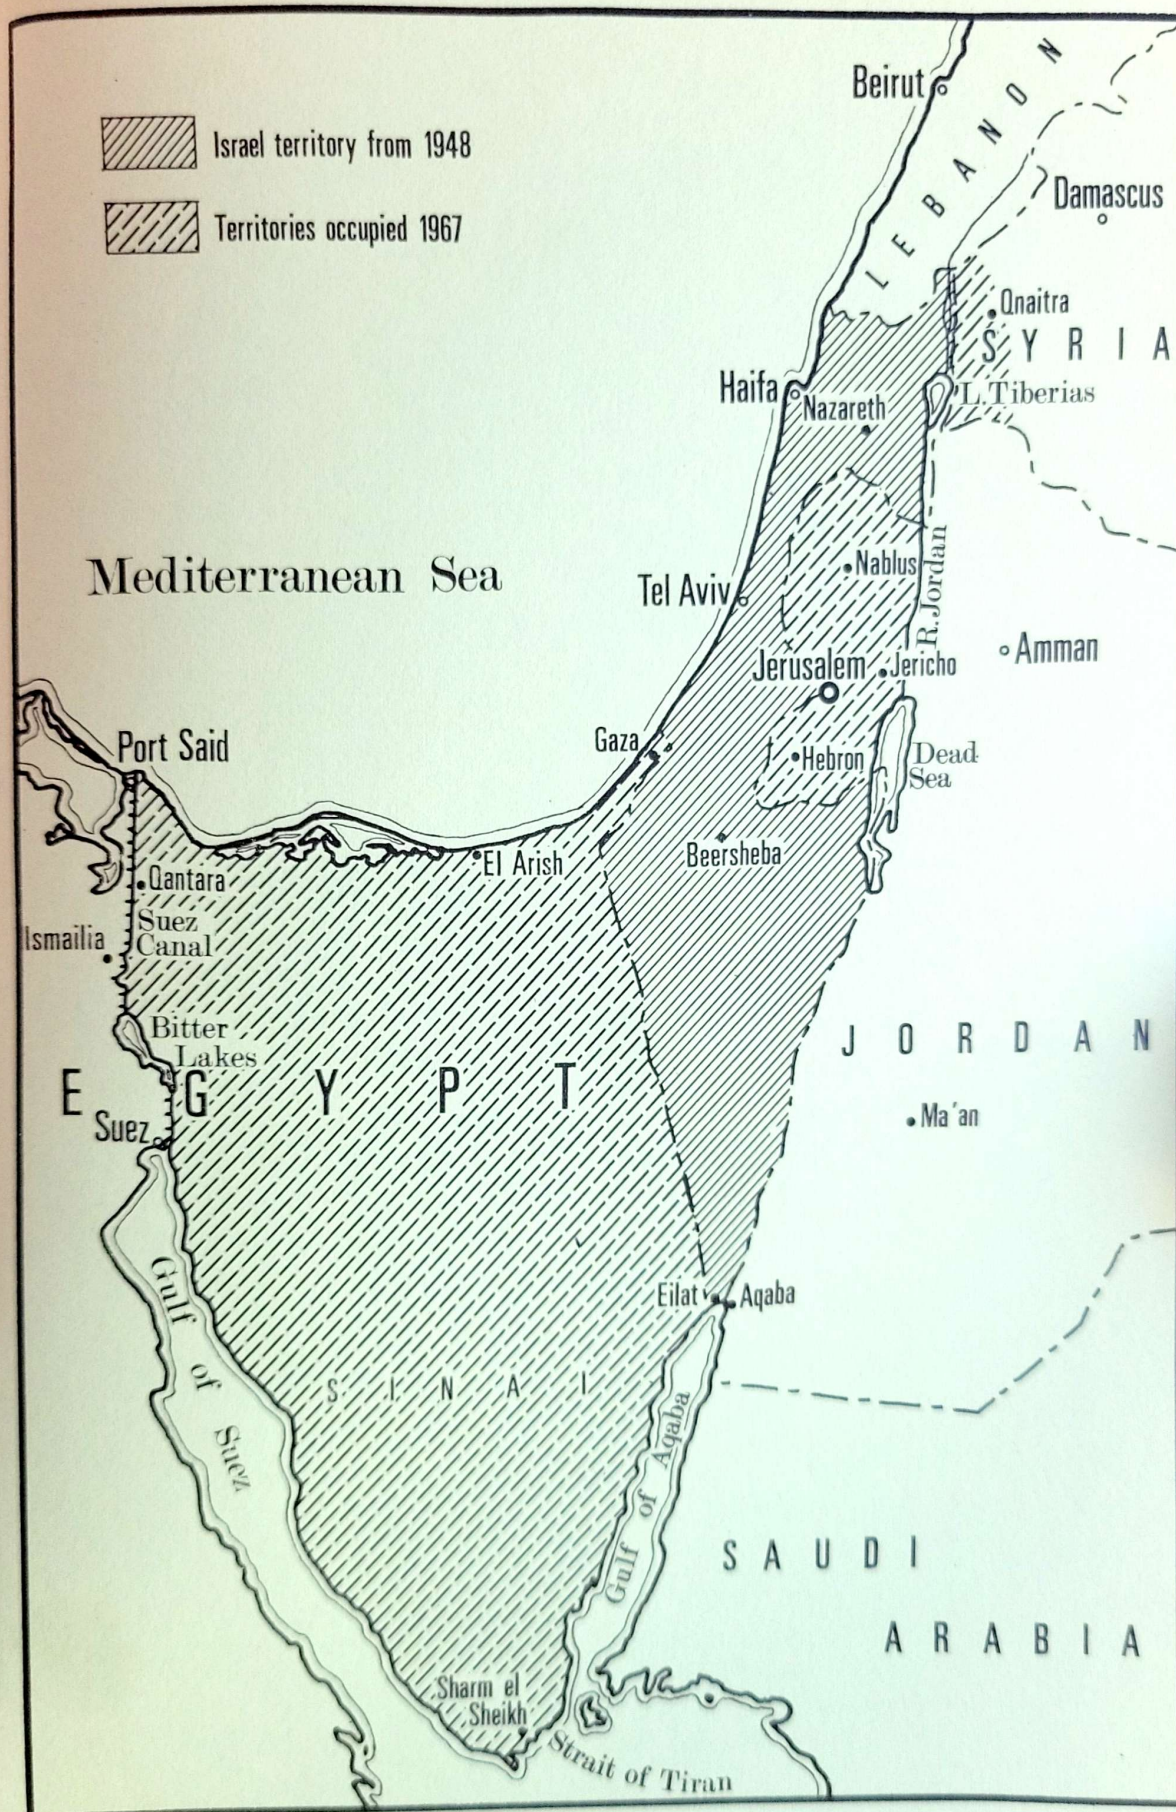 Beirut
LEBANON
Israel territory from 1948
Damascus
Territories occupied 1967
Qnaitra
SYRIA
Haifa
L. Tiberias
Nazareth
Mediterranean Sea
Nablus
Tel Aviv
R. Jordan
Amman
Jerusalem
Jericho
Port Said
Gaza
Hebron
Dead
Sea
El Arish
Beersheba
Qantara
Suez
Canal
Ismailia
Bitter
Lakes
JORDAN
EGYPT
Suez
Ma'an
Eilat
Aqaba
Gulf of Suez
SINAI
Gulf of Aqaba
SAUDI
ARABIA
Sharm el
Sheikh
Strait of Tiran